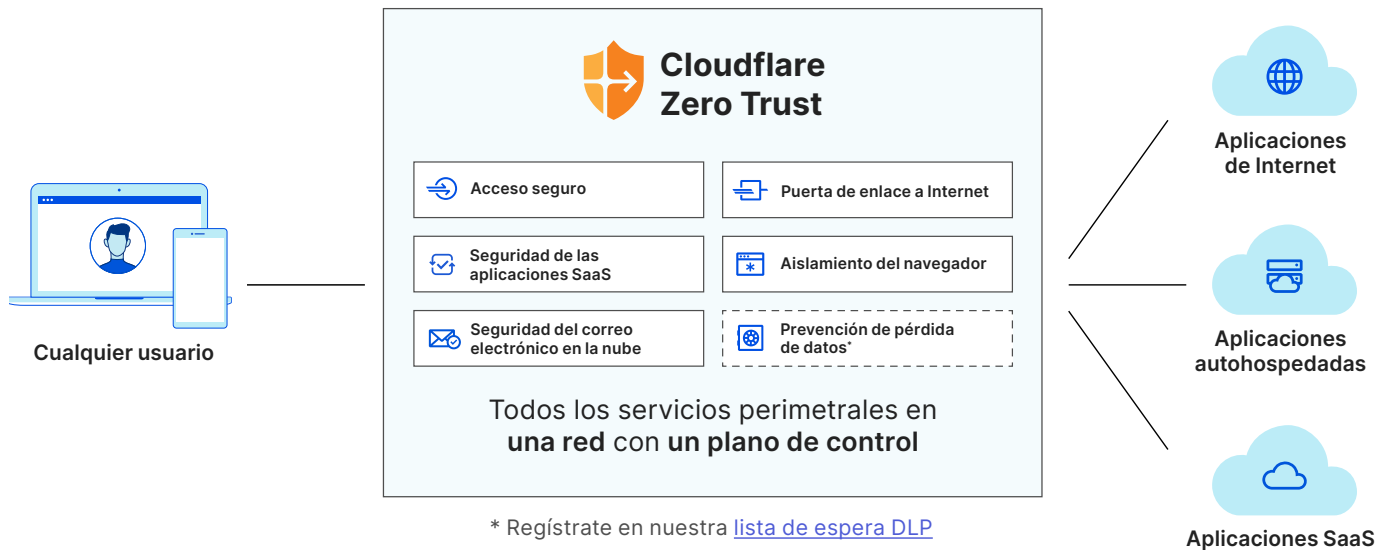 Cloudflare
Zero Trust
Cualquier usuario
Acceso seguro
Puerta de enlace a Internet
Seguridad de las
aplicaciones SaaS
Aislamiento del navegador
Seguridad del correo
electrónico en la nube
Prevención de pérdida
de datos*
Todos los servicios perimetrales en
una red con un plano de control
* Regístrate en nuestra lista de espera DLP
Aplicaciones
de Internet
Aplicaciones
autohospedadas
Aplicaciones SaaS